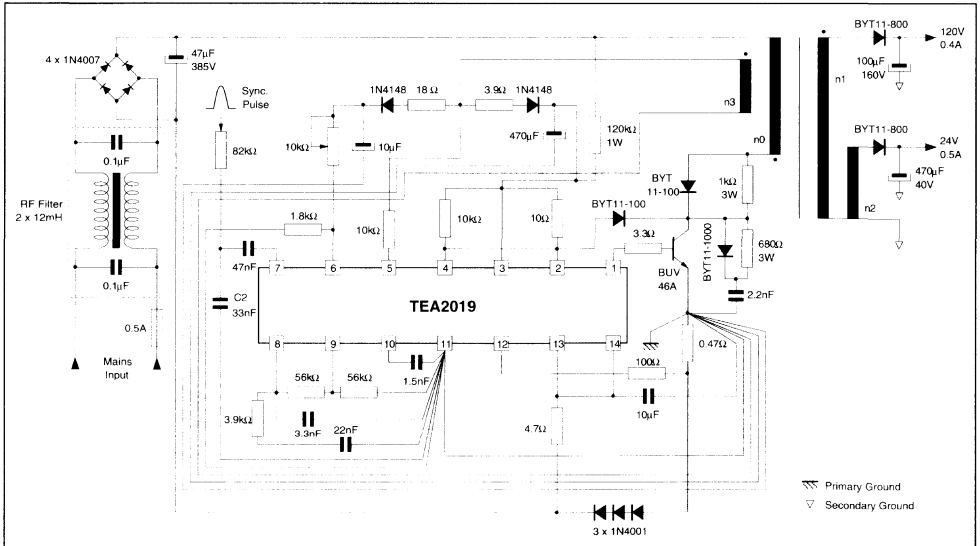 4 x 1N4007
47µF
385V
Sync.
Pulse
82kΩ
0.1µF
RF Filter
2 x 12mH
0.1µF
0.5A
Mains
Input
1N4148
18 Ω
3.9Ω
1N4148
10kΩ
10µF
470µF
120kΩ
1W
1.8kΩ
10kΩ
10kΩ
10Ω
47nF
C2
33nF
BYT
11-100
BYT11-100
3.3Ω
BUV
46A
BYT11-1000
1kΩ
3W
680Ω
3W
2.2nF
n3
n0
n1
n2
BYT11-800
120V
0.4A
100µF
160V
BYT11-800
24V
0.5A
470µF
40V
7
6
5
4
3
2
1
TEA2019
8
9
10
11
12
13
14
56kΩ
56kΩ
1.5nF
3.9kΩ
3.3nF
22nF
100Ω
0.47Ω
10µF
4.7Ω
3 x 1N4001
Primary Ground
Secondary Ground